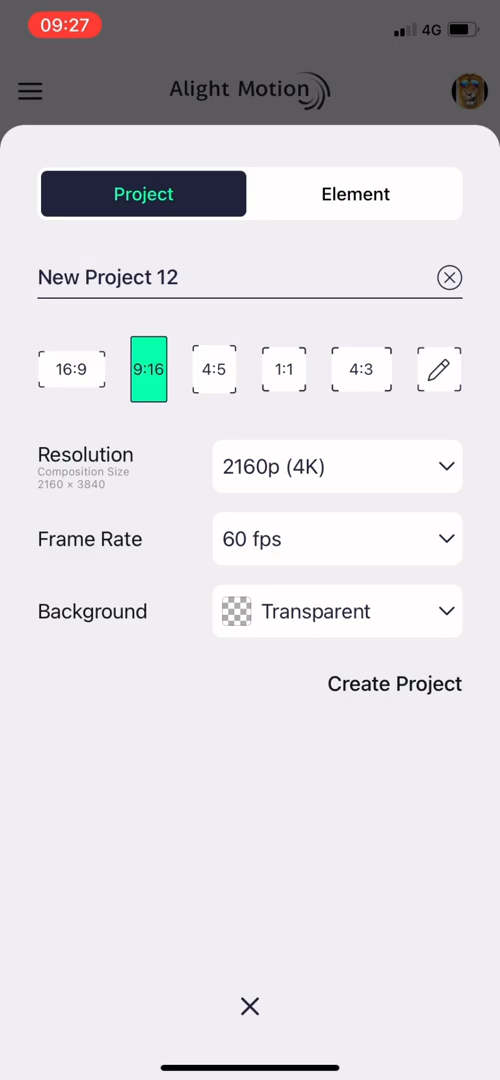 09:27
4G
Alight Motion
Project
Element
New Project 12
16:9
9:16
4:5
1:1
4:3
Resolution
Composition Size
2160 × 3840
2160p (4K)
Frame Rate
60 fps
Background
Transparent
Create Project